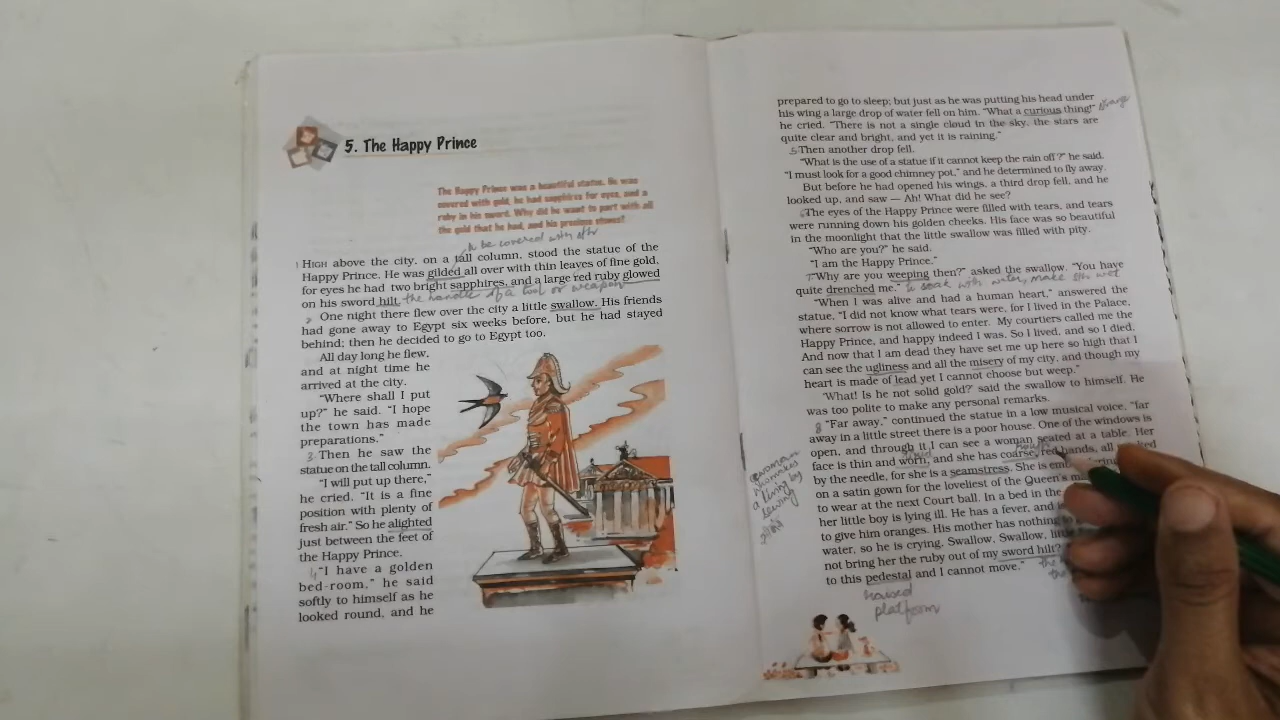 5. The Happy Prince
The Happy Prince was a beautiful statue. He was
covered with gold, he had sapphires for eyes, and a
ruby in his sword. Why did he want to part with all
the gold that he had, and his precious stones?
to be covered with
1 HIGH above the city, on a tall column, stood the statue of the
Happy Prince. He was gilded all over with thin leaves of fine gold,
for eyes he had two bright sapphires, and a large red ruby glowed
on his sword hilt. the handle of a tool or weapon
2 One night there flew over the city a little swallow. His friends
had gone away to Egypt six weeks before, but he had stayed
behind; then he decided to go to Egypt too.
All day long he flew,
and at night time he
arrived at the city.
“Where shall I put
up?” he said. “I hope
the town has made
preparations.”
3 Then he saw the
statue on the tall column.
“I will put up there,”
he cried. “It is a fine
position with plenty of
fresh air.” So he alighted
just between the feet of
the Happy Prince.
4 “I have a golden
bed-room,” he said
softly to himself as he
looked round, and he
prepared to go to sleep; but just as he was putting his head under
his wing a large drop of water fell on him. “What a curious thing!” strange
he cried. “There is not a single cloud in the sky, the stars are
quite clear and bright, and yet it is raining.”
5 Then another drop fell.
“What is the use of a statue if it cannot keep the rain off?” he said.
“I must look for a good chimney pot,” and he determined to fly away.
But before he had opened his wings, a third drop fell, and he
looked up, and saw — Ah! What did he see?
6 The eyes of the Happy Prince were filled with tears, and tears
were running down his golden cheeks. His face was so beautiful
in the moonlight that the little swallow was filled with pity.
“Who are you?” he said.
“I am the Happy Prince.”
7 “Why are you weeping then?” asked the swallow. “You have
quite drenched me.” to soak with water, make sth wet
“When I was alive and had a human heart,” answered the
statue, “I did not know what tears were, for I lived in the Palace,
where sorrow is not allowed to enter. My courtiers called me the
Happy Prince, and happy indeed I was. So I lived, and so I died.
And now that I am dead they have set me up here so high that I
can see the ugliness and all the misery of my city, and though my
heart is made of lead yet I cannot choose but weep.”
‘What! Is he not solid gold?’ said the swallow to himself. He
was too polite to make any personal remarks.
8 “Far away,” continued the statue in a low musical voice, “far
away in a little street there is a poor house. One of the windows is
open, and through it I can see a woman seated at a table. Her
tired rough
face is thin and worn, and she has coarse, red hands, all
by the needle, for she is a seamstress. She is
on a satin gown for the loveliest of the Queen's
to wear at the next Court ball. In a bed in the
her little boy is lying ill. He has a fever, and
to give him oranges. His mother has nothing to
water, so he is crying. Swallow, Swallow,
not bring her the ruby out of my sword hilt?
to this pedestal and I cannot move.” the
the
a woman
who makes
a living by
sewing
raised
platform